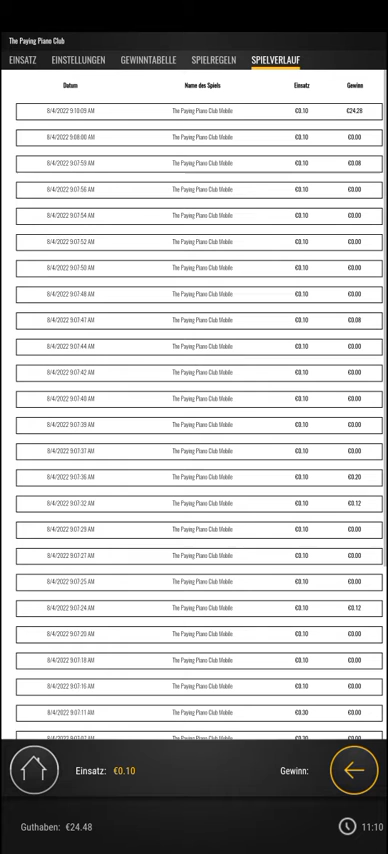 The Paying Piano Club
EINSATZ EINSTELLUNGEN GEWINNTABELLE SPIELREGELN SPIELVERLAUF
Datum Name des Spiels Einsatz Gewinn
8/4/2022 9:10:09 AM The Paying Piano Club Mobile €0.10 €24.28
8/4/2022 9:08:00 AM The Paying Piano Club Mobile €0.10 €0.00
8/4/2022 9:07:59 AM The Paying Piano Club Mobile €0.10 €0.08
8/4/2022 9:07:56 AM The Paying Piano Club Mobile €0.10 €0.00
8/4/2022 9:07:54 AM The Paying Piano Club Mobile €0.10 €0.00
8/4/2022 9:07:52 AM The Paying Piano Club Mobile €0.10 €0.00
8/4/2022 9:07:50 AM The Paying Piano Club Mobile €0.10 €0.00
8/4/2022 9:07:48 AM The Paying Piano Club Mobile €0.10 €0.00
8/4/2022 9:07:47 AM The Paying Piano Club Mobile €0.10 €0.08
8/4/2022 9:07:44 AM The Paying Piano Club Mobile €0.10 €0.00
8/4/2022 9:07:42 AM The Paying Piano Club Mobile €0.10 €0.00
8/4/2022 9:07:40 AM The Paying Piano Club Mobile €0.10 €0.00
8/4/2022 9:07:39 AM The Paying Piano Club Mobile €0.10 €0.00
8/4/2022 9:07:37 AM The Paying Piano Club Mobile €0.10 €0.00
8/4/2022 9:07:36 AM The Paying Piano Club Mobile €0.10 €0.20
8/4/2022 9:07:32 AM The Paying Piano Club Mobile €0.10 €0.12
8/4/2022 9:07:29 AM The Paying Piano Club Mobile €0.10 €0.00
8/4/2022 9:07:27 AM The Paying Piano Club Mobile €0.10 €0.00
8/4/2022 9:07:25 AM The Paying Piano Club Mobile €0.10 €0.00
8/4/2022 9:07:24 AM The Paying Piano Club Mobile €0.10 €0.12
8/4/2022 9:07:20 AM The Paying Piano Club Mobile €0.10 €0.00
8/4/2022 9:07:18 AM The Paying Piano Club Mobile €0.10 €0.00
8/4/2022 9:07:16 AM The Paying Piano Club Mobile €0.10 €0.00
8/4/2022 9:07:11 AM The Paying Piano Club Mobile €0.30 €0.00
The Paying Piano Club Mobile
Einsatz: €0.10 Gewinn:
Guthaben: €24.48 11:10